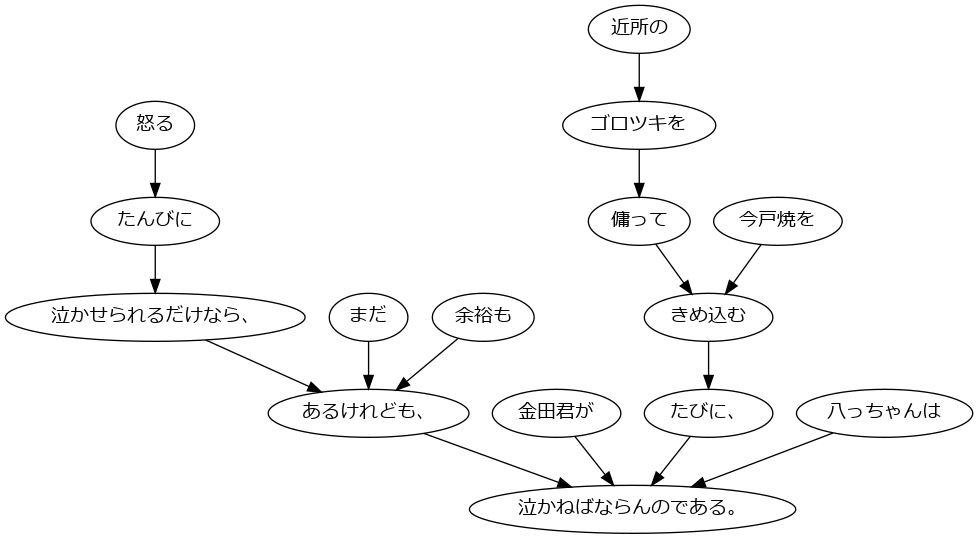 近所の
怒る
ゴロツキを
たんびに
傭って
今戸焼を
泣かせられるだけなら、
まだ
余裕も
きめ込む
あるけれども、
金田君が
たびに、
八っちゃんは
泣かねばならんのである。